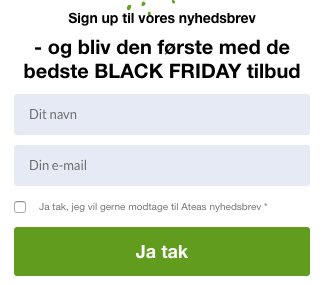 Sign up til vores nyhedsbrev
- og bliv den første med de
bedste BLACK FRIDAY tilbud
Dit navn
Din e-mail
Ja tak, jeg vil gerne modtage til Ateas nyhedsbrev *
Ja tak